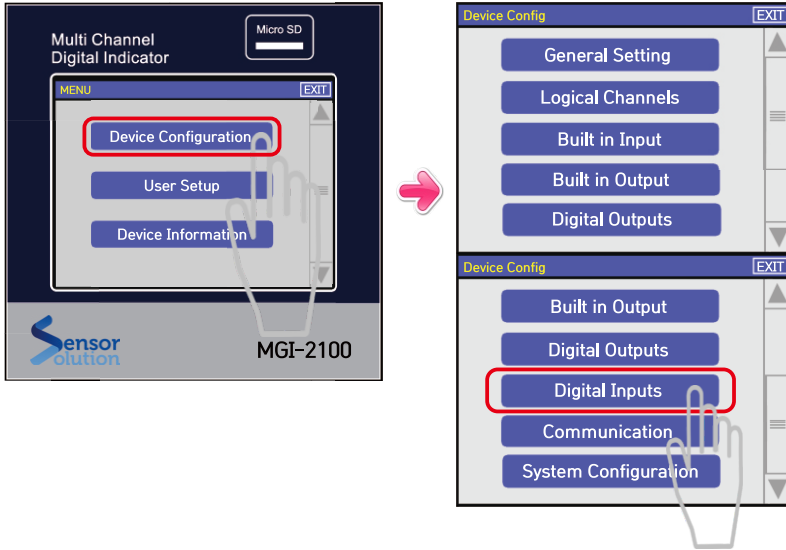 Multi Channel
Digital Indicator
Micro SD
MENU
EXIT
Device Configuration
User Setup
Device Information
Sensor
Solution
MGI-2100
Device Config
EXIT
General Setting
Logical Channels
Built in Input
Built in Output
Digital Outputs
Device Config
EXIT
Built in Output
Digital Outputs
Digital Inputs
Communication
System Configuration